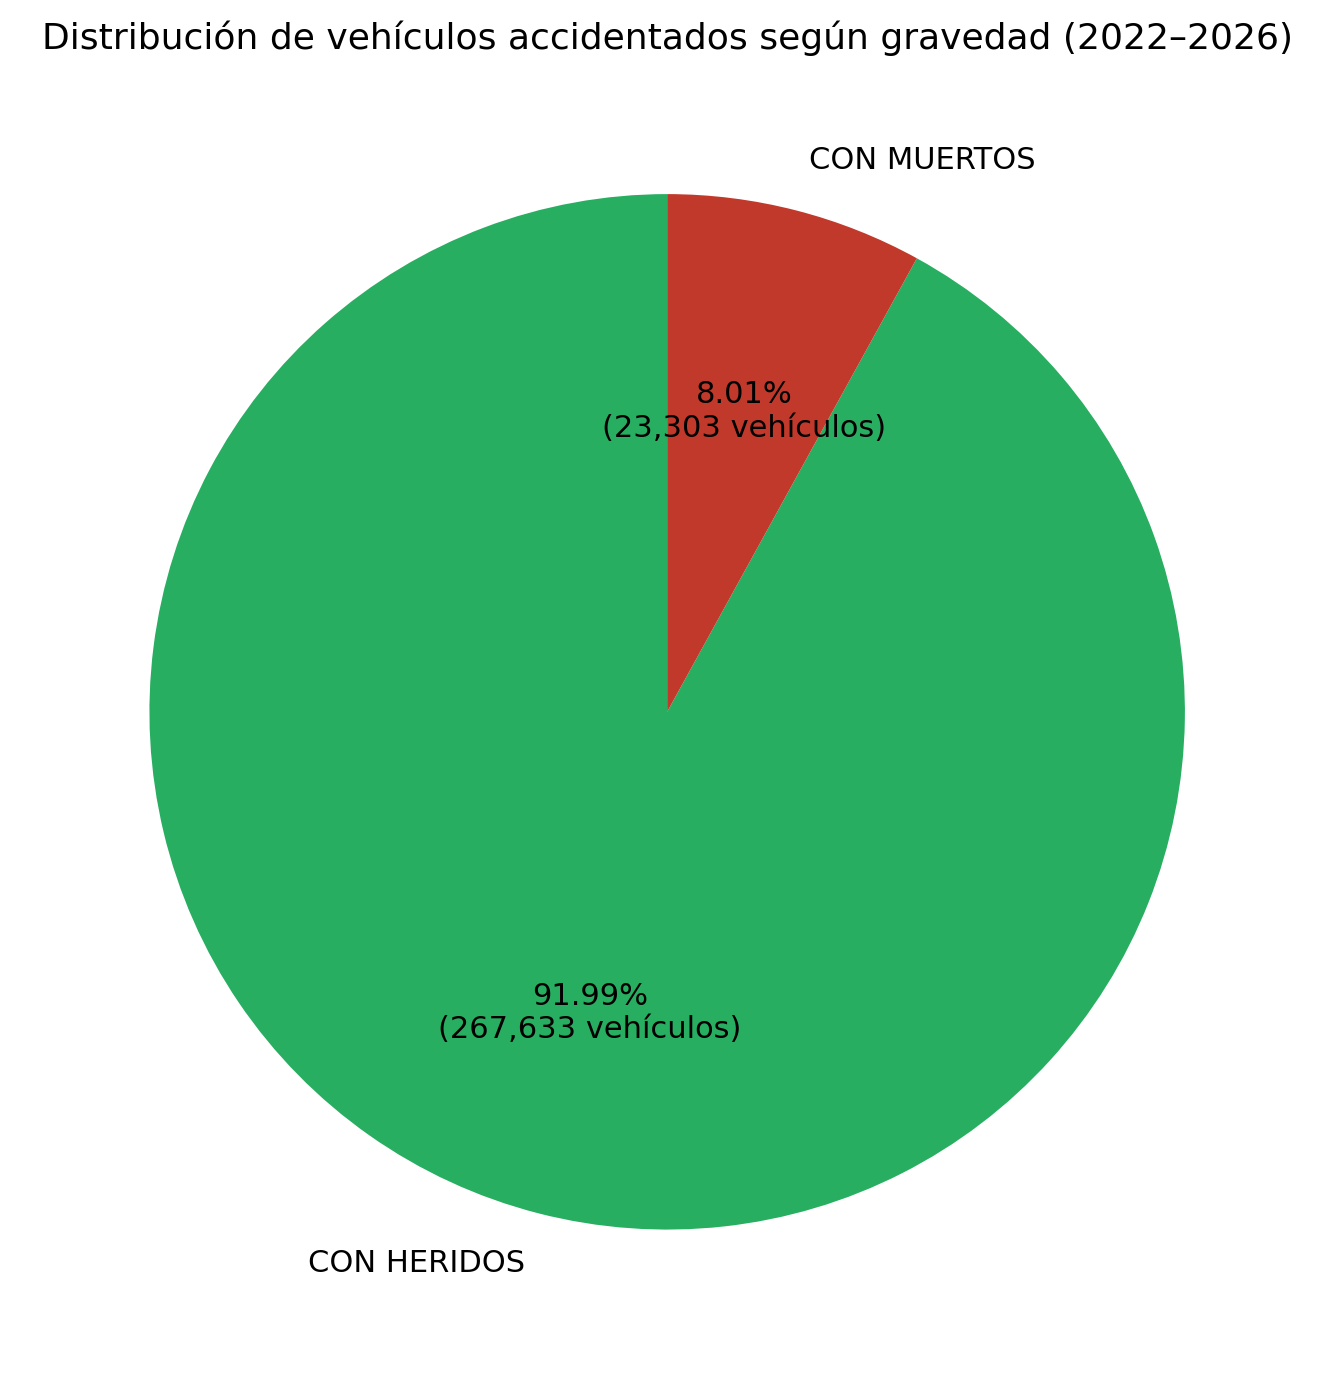 Distribución de vehículos accidentados según gravedad (2022–2026)
CON MUERTOS
8.01%
(23,303 vehículos)
91.99%
(267,633 vehículos)
CON HERIDOS